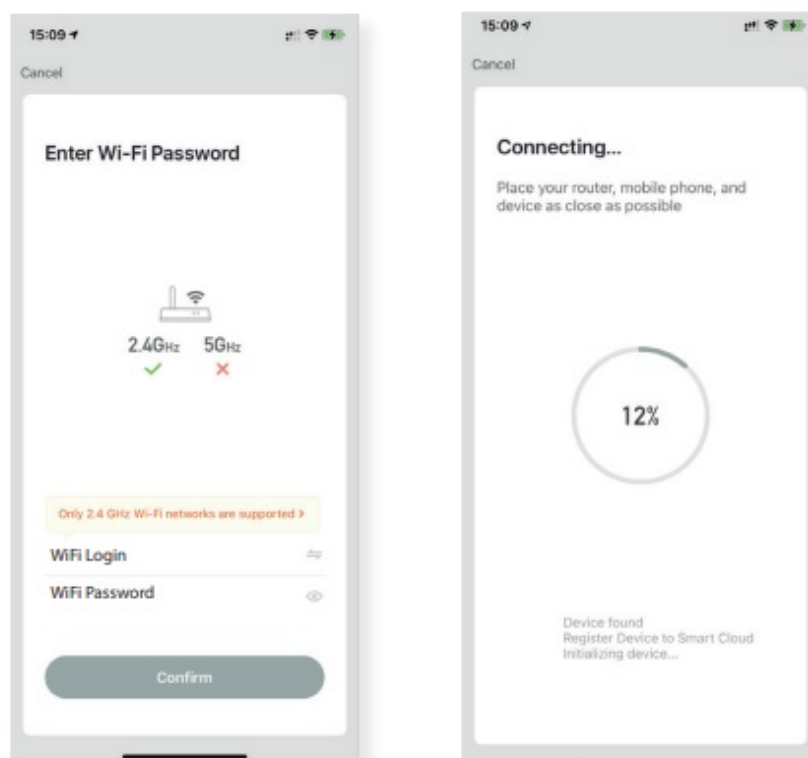 15:09
Cancel
Enter Wi-Fi Password
2.4GHz 5GHz
Only 2.4 GHz Wi-Fi networks are supported >
WiFi Login
WiFi Password
Confirm
15:09
Cancel
Connecting...
Place your router, mobile phone, and
device as close as possible
12%
Device found
Register Device to Smart Cloud
Initializing device...